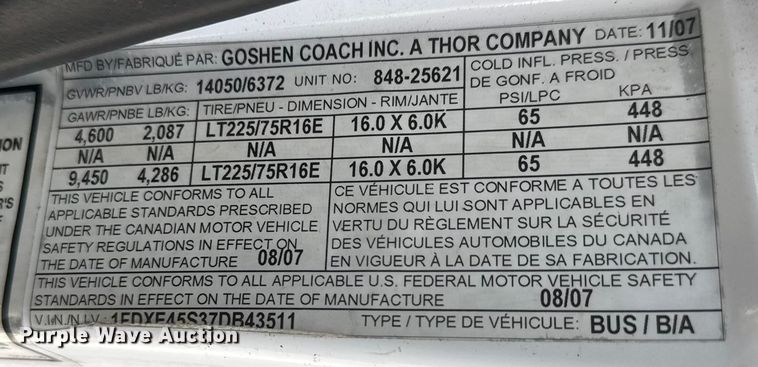 MFD BY/FABRIQUÉ PAR: GOSHEN COACH INC. A THOR COMPANY DATE: 11/07
GVWR/PNBV LB/KG: 14050/6372 UNIT NO: 848-25621 COLD INFL. PRESS. / PRESS.
DE GONF. A FROID
GAWR/PNBE LB/KG: TIRE/PNEU - DIMENSION - RIM/JANTE PSI/LPC KPA
4,600 2,087 LT225/75R16E 16.0 X 6.0K 65 448
N/A N/A N/A N/A N/A N/A
9,450 4,286 LT225/75R16E 16.0 X 6.0K 65 448
THIS VEHICLE CONFORMS TO ALL
APPLICABLE STANDARDS PRESCRIBED
UNDER THE CANADIAN MOTOR VEHICLE
SAFETY REGULATIONS IN EFFECT ON
THE DATE OF MANUFACTURE 08/07
CE VÉHICULE EST CONFORME A TOUTES LES
NORMES QUI LUI SONT APPLICABLES EN
VERTU DU RÈGLEMENT SUR LA SÉCURITÉ
DES VÉHICULES AUTOMOBILES DU CANADA
EN VIGUEUR À LA DATE DE SA FABRICATION.
THIS VEHICLE CONFORMS TO ALL APPLICABLE U.S. FEDERAL MOTOR VEHICLE SAFETY
STANDARDS IN EFFECT ON THE DATE OF MANUFACTURE 08/07
V.I.N./N.I.V.: 1FDXE45S37DB43511 TYPE / TYPE DE VÉHICULE: BUS / B/A
Purple Wave Auction